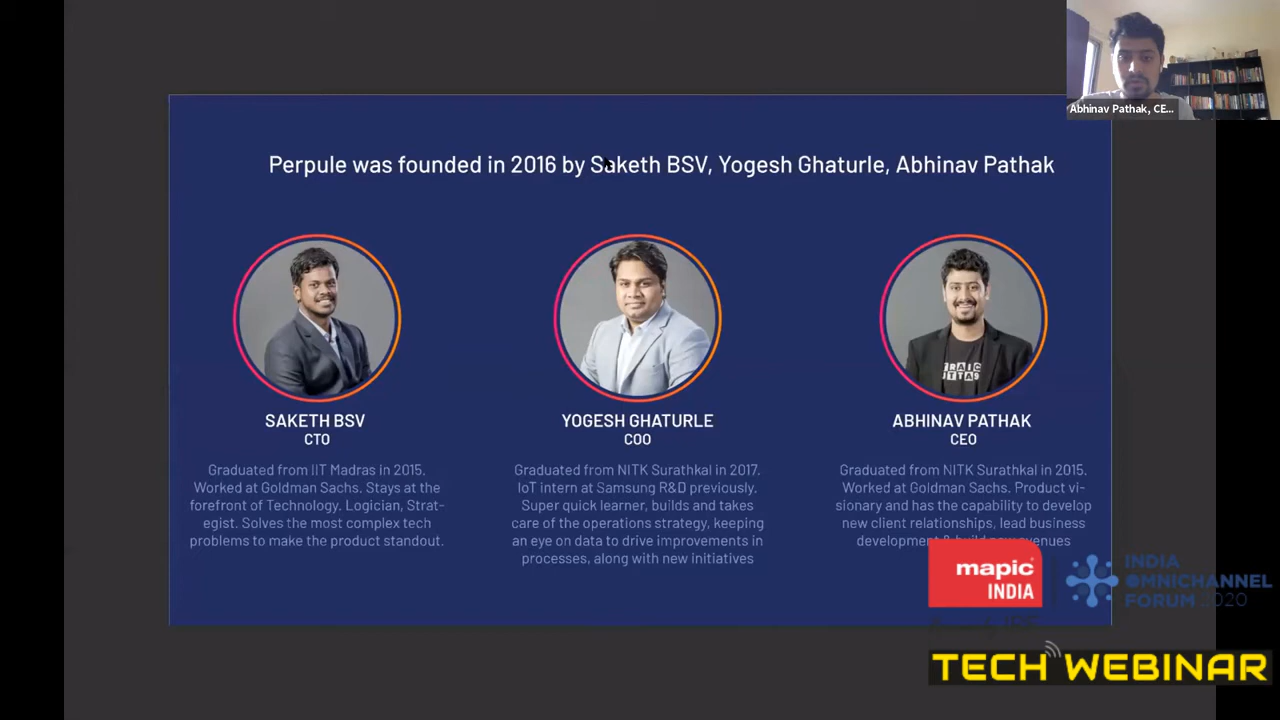 Abhinav Pathak, CE...
Perpule was founded in 2016 by Saketh BSV, Yogesh Ghaturle, Abhinav Pathak
SAKETH BSV
CTO
Graduated from IIT Madras in 2015.
Worked at Goldman Sachs. Stays at the
forefront of Technology. Logician, Strat-
egist. Solves the most complex tech
problems to make the product standout.
YOGESH GHATURLE
COO
Graduated from NITK Surathkal in 2017.
IoT intern at Samsung R&D previously.
Super quick learner, builds and takes
care of the operations strategy, keeping
an eye on data to drive improvements in
processes, along with new initiatives
ABHINAV PATHAK
CEO
Graduated from NITK Surathkal in 2015.
Worked at Goldman Sachs. Product vi-
sionary and has the capability to develop
new client relationships, lead business
development & build new avenues
mapic
INDIA
INDIA
OMNICHANNEL
FORUM 2020
TECH WEBINAR